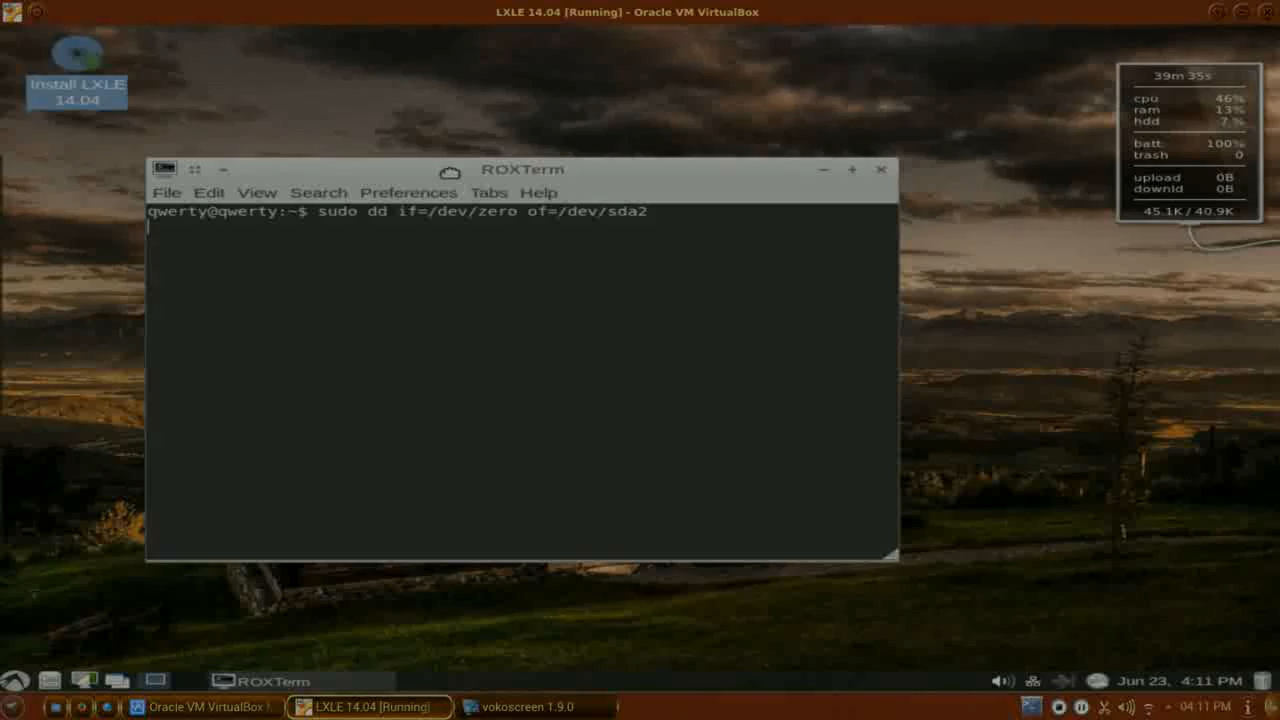 LXLE 14.04 [Running] - Oracle VM VirtualBox
Install LXLE
14.04
39m 35s
cpu 46%
ram 13%
hdd 7 %
batt 100%
trash 0
upload 0B
downld 0B
45.1K / 40.9K
ROXTerm
File Edit View Search Preferences Tabs Help
qwerty@qwerty:~$ sudo dd if=/dev/zero of=/dev/sda2
ROXTerm
Jun 23, 4:11 PM
Oracle VM VirtualBox
LXLE 14.04 [Running]
vokoscreen 1.9.0
04:11 PM